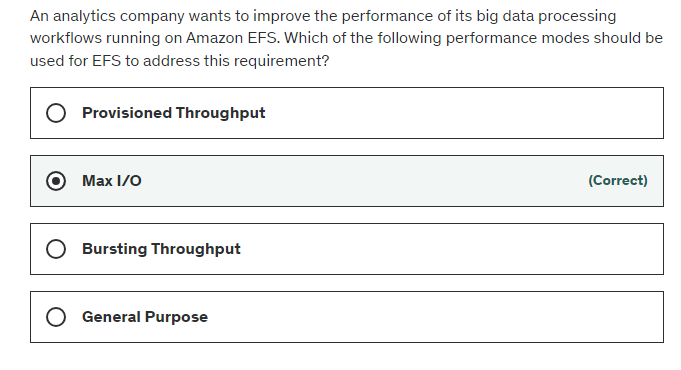 An analytics company wants to improve the performance of its big data processing
workflows running on Amazon EFS. Which of the following performance modes should be
used for EFS to address this requirement?
Provisioned Throughput
Max I/O (Correct)
Bursting Throughput
General Purpose